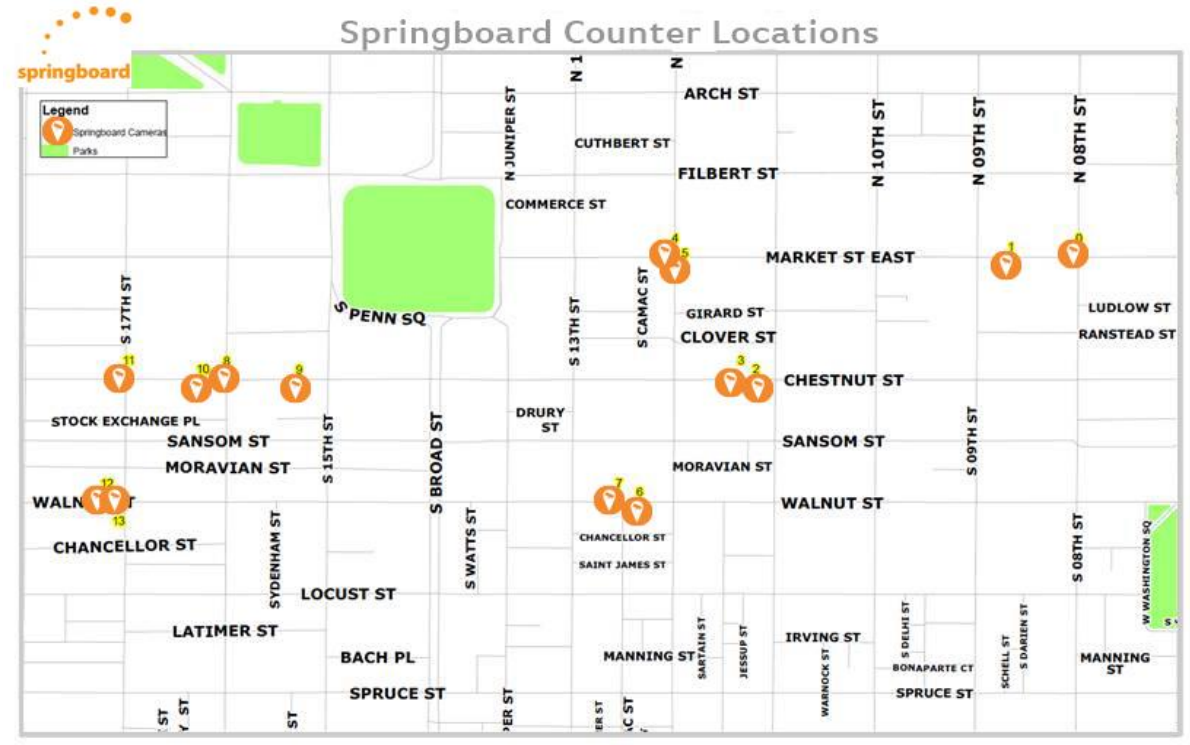 Springboard Counter Locations
springboard
Legend
Springboard Cameras
Parks
N 1
N
ARCH ST
N JUNIPER ST
CUTHBERT ST
N 10TH ST
N 09TH ST
N 08TH ST
FILBERT ST
COMMERCE ST
4
5
MARKET ST EAST
1
0
S 17TH ST
S PENN SQ
S 13TH ST
S CAMAC ST
GIRARD ST
CLOVER ST
LUDLOW ST
RANSTEAD ST
11
10
8
9
3
2
CHESTNUT ST
STOCK EXCHANGE PL
SANSOM ST
MORAVIAN ST
S 15TH ST
S BROAD ST
DRURY
ST
SANSOM ST
MORAVIAN ST
S 09TH ST
12
13
7
6
WALNUT ST
CHANCELLOR ST
SYDENHAM ST
S WATTS ST
CHANCELLOR ST
SAINT JAMES ST
S 08TH ST
W WASHINGTON SQ
LOCUST ST
LATIMER ST
BACH PL
SPRUCE ST
MANNING ST
SARTAIN ST
JESSUP ST
IRVING ST
WARNOCK ST
S DELHI ST
BONAPARTE CT
SPRUCE ST
SCHELL ST
S DARIEN ST
MANNING
ST
ST
ST
ST